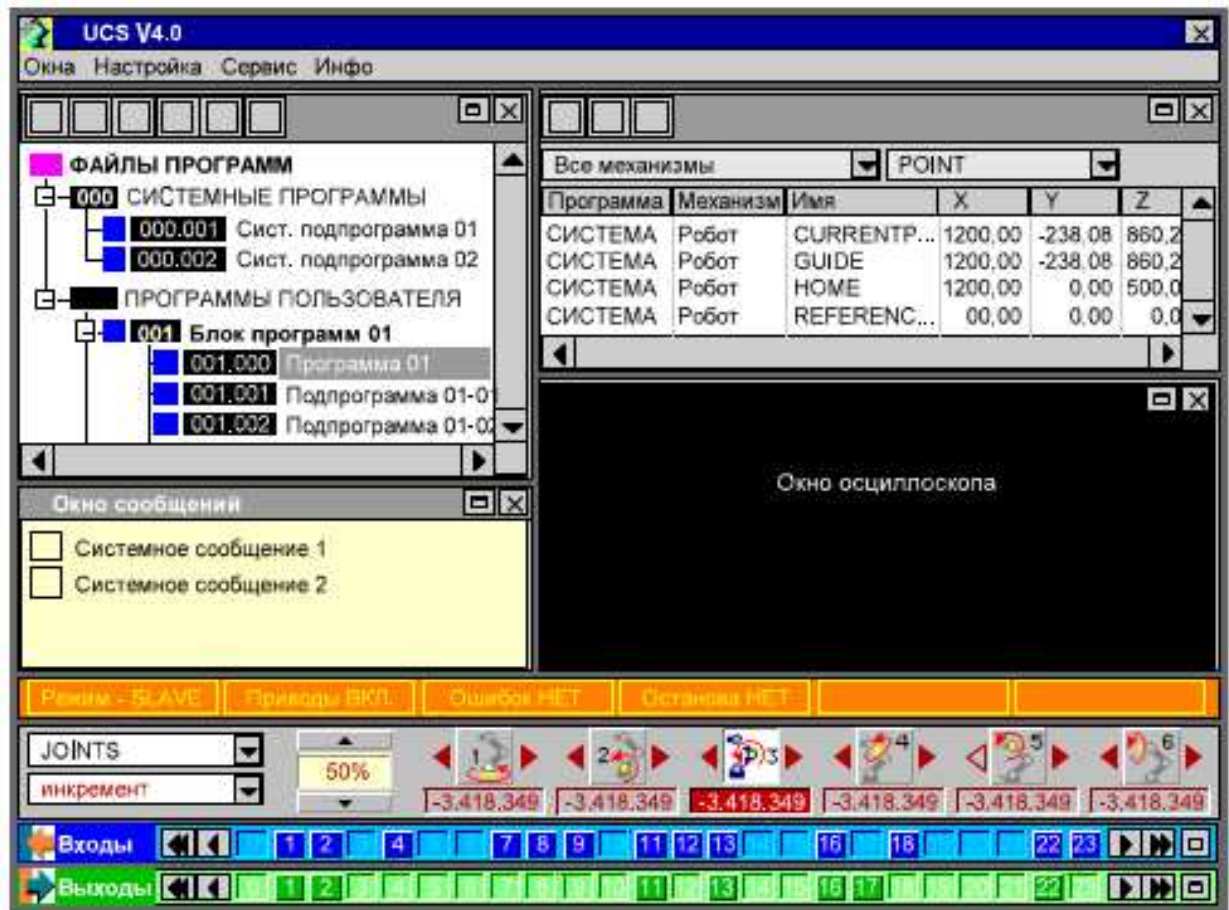 UCS V4.0
Окна Настройка Сервис Инфо
ФАЙЛЫ ПРОГРАММ
000 СИСТЕМНЫЕ ПРОГРАММЫ
000.001 Сист. подпрограмма 01
000.002 Сист. подпрограмма 02
ПРОГРАММЫ ПОЛЬЗОВАТЕЛЯ
001 Блок программ 01
001.000 Программа 01
001.001 Подпрограмма 01-01
001.002 Подпрограмма 01-02
Окно сообщений
Системное сообщение 1
Системное сообщение 2
Все механизмы POINT
Программа Механизм Имя X Y Z
СИСТЕМА Робот CURRENTP... 1200,00 -238,08 860,2
СИСТЕМА Робот GUIDE 1200,00 -238,08 860,2
СИСТЕМА Робот HOME 1200,00 0,00 500,0
СИСТЕМА Робот REFERENC... 00,00 0,00 0,0
Окно осциллоскопа
Режим - SLAVE Приводы ВКЛ. Ошибок НЕТ Останова НЕТ
JOINTS
инкремент
50%
1 2 3 4 5 6
-3.418.349 -3.418.349 -3.418.349 -3.418.349 -3.418.349 -3.418.349
Входы 1 2 4 7 8 9 11 12 13 16 18 22 23
Выходы 1 2 11 13 16 17 22